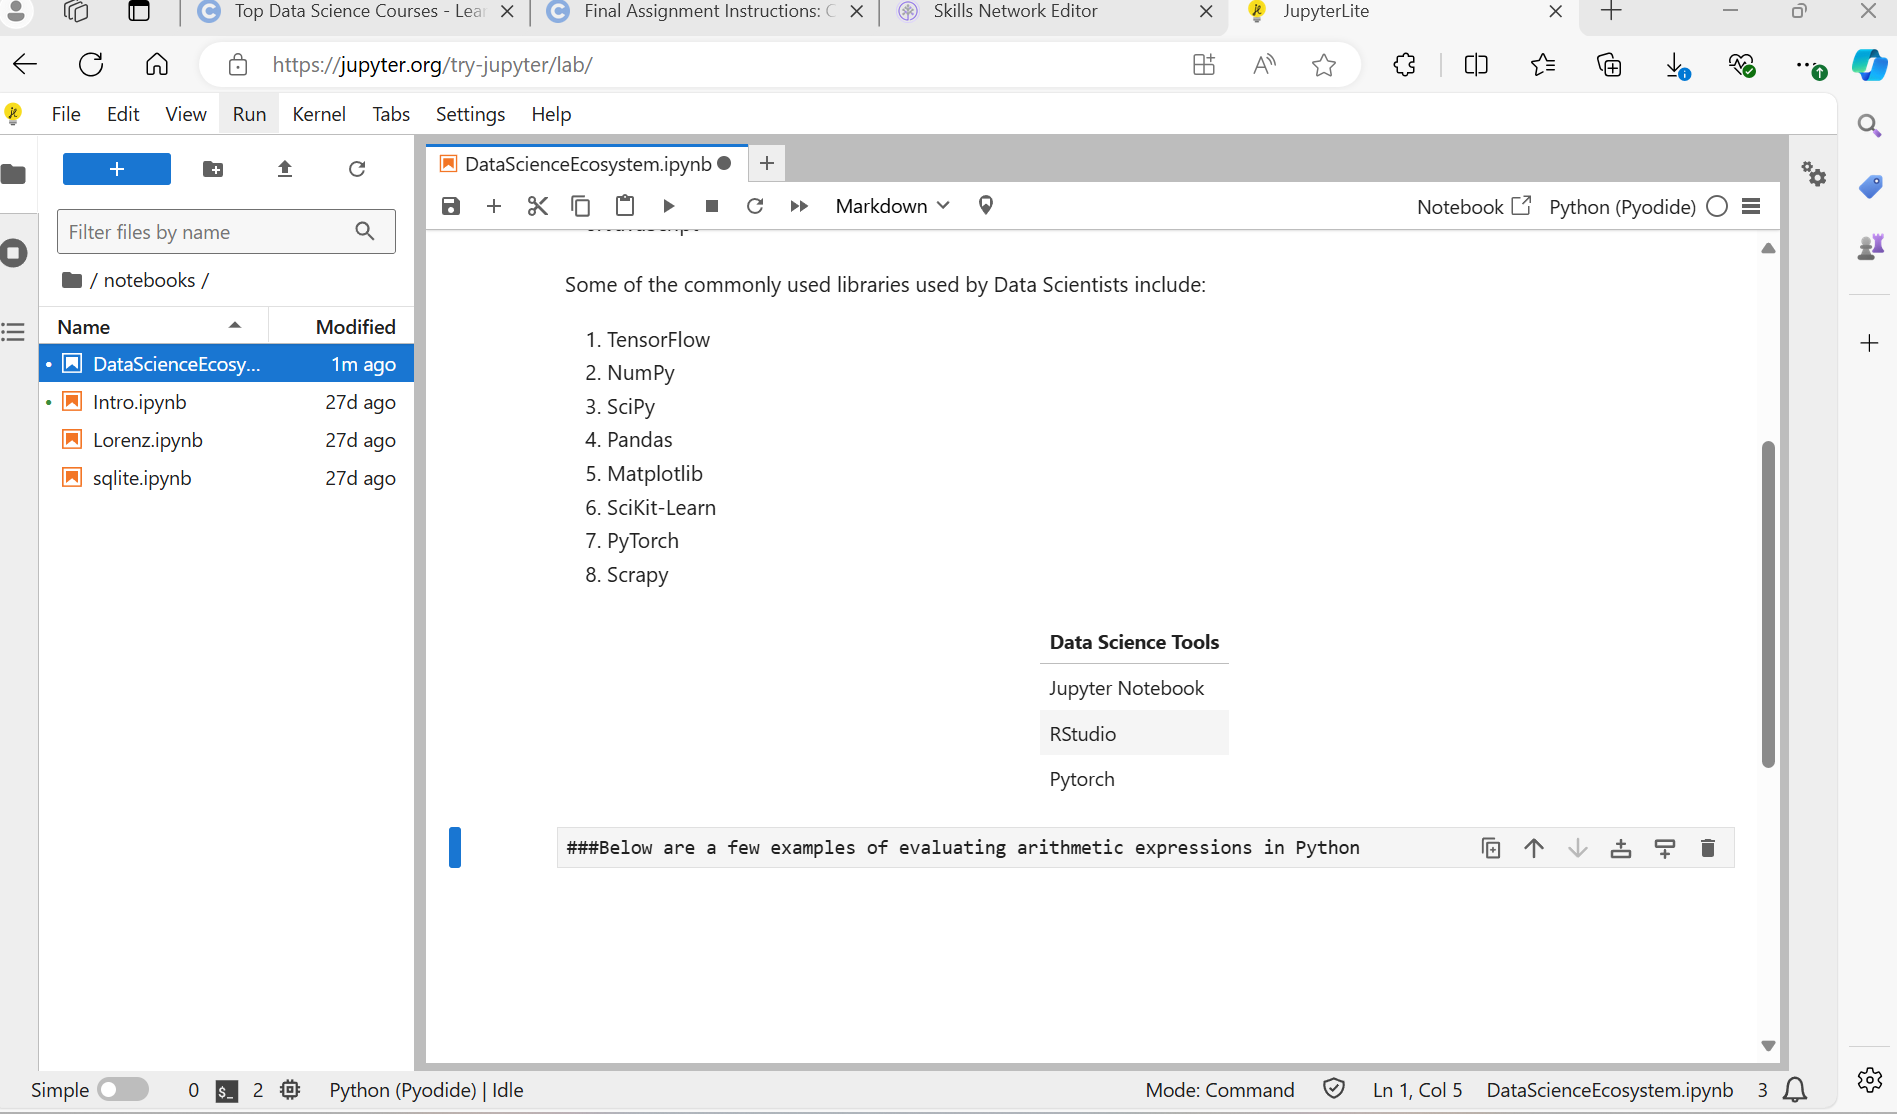 Top Data Science Courses - Lear
Final Assignment Instructions: C
Skills Network Editor
JupyterLite
https://jupyter.org/try-jupyter/lab/
File Edit View Run Kernel Tabs Settings Help
DataScienceEcosystem.ipynb
Markdown
Notebook
Python (Pyodide)
Filter files by name
/ notebooks /
Name Modified
DataScienceEcosy... 1m ago
Intro.ipynb 27d ago
Lorenz.ipynb 27d ago
sqlite.ipynb 27d ago
Some of the commonly used libraries used by Data Scientists include:
1. TensorFlow
2. NumPy
3. SciPy
4. Pandas
5. Matplotlib
6. SciKit-Learn
7. PyTorch
8. Scrapy
Data Science Tools
Jupyter Notebook
RStudio
Pytorch
###Below are a few examples of evaluating arithmetic expressions in Python
Simple 0 $_ 2 Python (Pyodide) | Idle Mode: Command Ln 1, Col 5 DataScienceEcosystem.ipynb 3